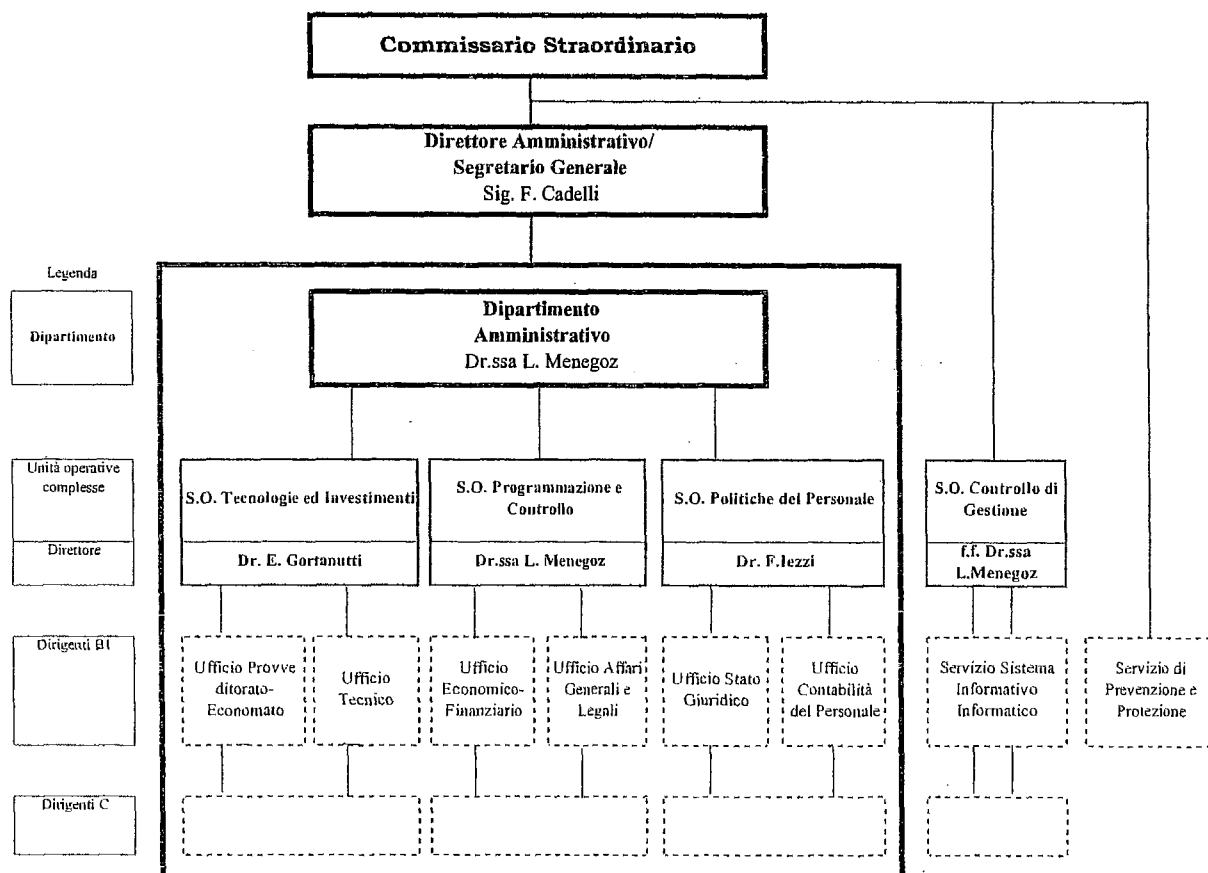 Commissario Straordinario
Direttore Amministrativo/
Segretario Generale
Sig. F. Cadelli
Legenda
Dipartimento
Dipartimento
Amministrativo
Dr.ssa L. Menegoz
Unità operative
complesse
Direttore
S.O. Tecnologie ed Investimenti
Dr. E. Gortanutti
S.O. Programmazione e
Controllo
Dr.ssa L. Menegoz
S.O. Politiche del Personale
Dr. F.Iezzi
S.O. Controllo di
Gestione
f.f. Dr.ssa
L.Menegoz
Dirigenti B1
Ufficio Provve
ditorato-
Economato
Ufficio
Tecnico
Ufficio
Economico-
Finanziario
Ufficio Affari
Generali e
Legali
Ufficio Stato
Giuridico
Ufficio
Contabilità
del Personale
Servizio Sistema
Informativo
Informatico
Servizio di
Prevenzione e
Protezione
Dirigenti C